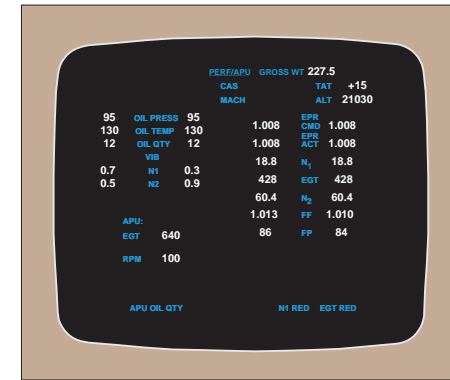 PERF/APU GROSS WT 227.5
CAS TAT +15
MACH ALT 21030
95 OIL PRESS 95
130 OIL TEMP 130
12 OIL QTY 12
VIB
0.7 N1 0.3
0.5 N2 0.9
EPR
1.008 CMD 1.008
EPR
1.008 ACT 1.008
18.8 N1 18.8
428 EGT 428
60.4 N2 60.4
1.013 FF 1.010
86 FP 84
APU:
EGT 640
RPM 100
APU OIL QTY N1 RED EGT RED